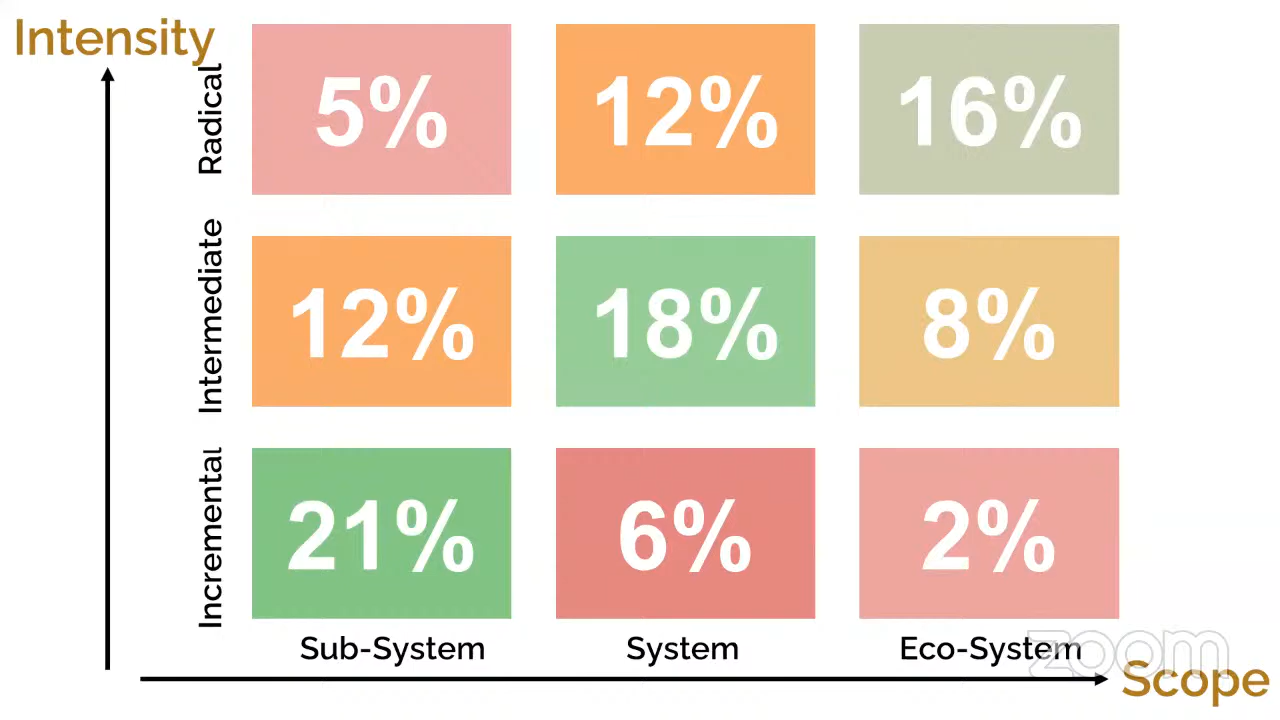 Intensity
Radical
5% 12% 16%
Intermediate
12% 18% 8%
Incremental
21% 6% 2%
Sub-System System Eco-System
zoom
Scope